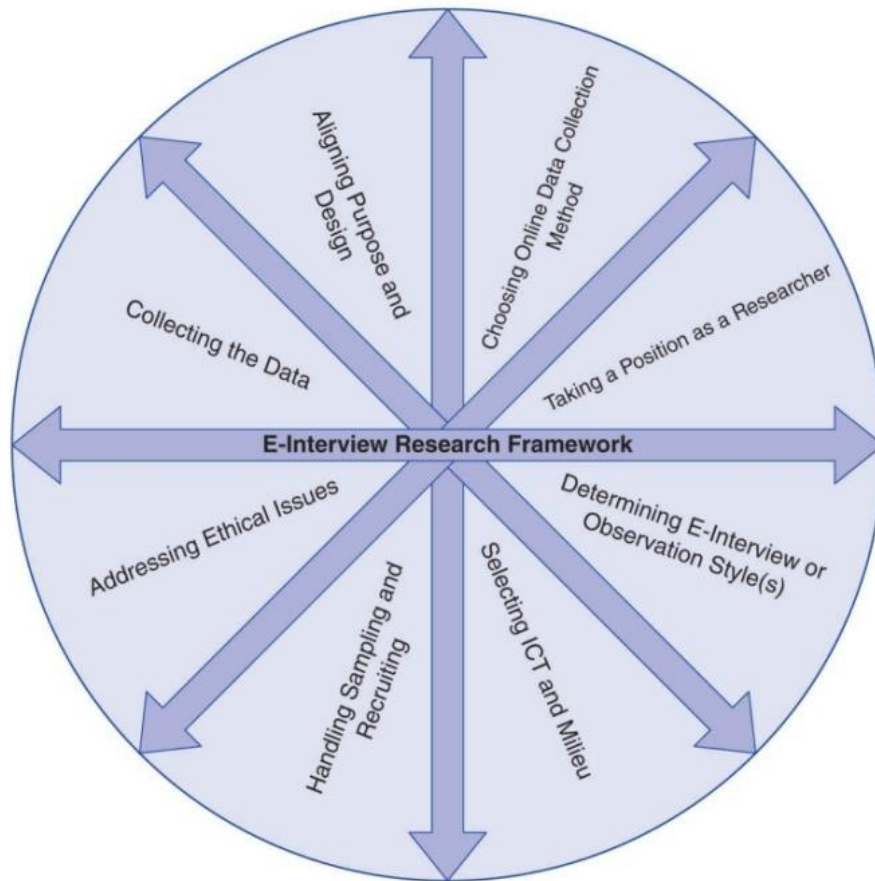 Aligning Purpose and
Design
Choosing Online Data Collection
Method
Taking a Position as a Researcher
Determining E-Interview or
Observation Style(s)
Selecting ICT and Milieu
Handling Sampling and
Recruiting
Addressing Ethical Issues
Collecting the Data
E-Interview Research Framework